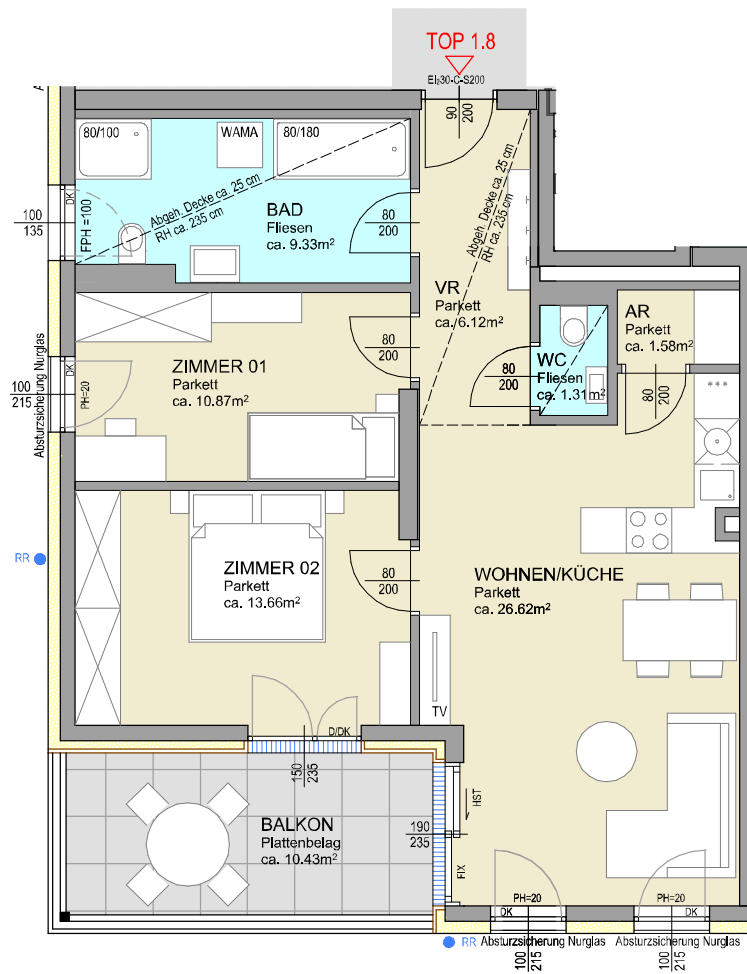 TOP 1.8
EI₂30-C-S200
90
200
80/100
WAMA
80/180
Abgeh. Decke ca. 25 cm
RH ca. 235 cm
BAD
Fliesen
ca. 9.33m²
DK
FPH =100
100
135
80
200
Abgeh. Decke ca. 25 cm
RH ca. 235 cm
VR
Parkett
ca. 6.12m²
AR
Parkett
ca. 1.58m²
WC
Fliesen
ca. 1.31m²
80
200
80
200
***
ZIMMER 01
Parkett
ca. 10.87m²
80
200
DK
PH=20
100
215
Absturzsicherung Nurglas
RR
ZIMMER 02
Parkett
ca. 13.66m²
80
200
WOHNEN/KÜCHE
Parkett
ca. 26.62m²
TV
D/DK
150
235
HST
190
235
FIX
BALKON
Plattenbelag
ca. 10.43m²
PH=20
PH=20
DK
DK
RR
Absturzsicherung Nurglas
Absturzsicherung Nurglas
100
215
100
215